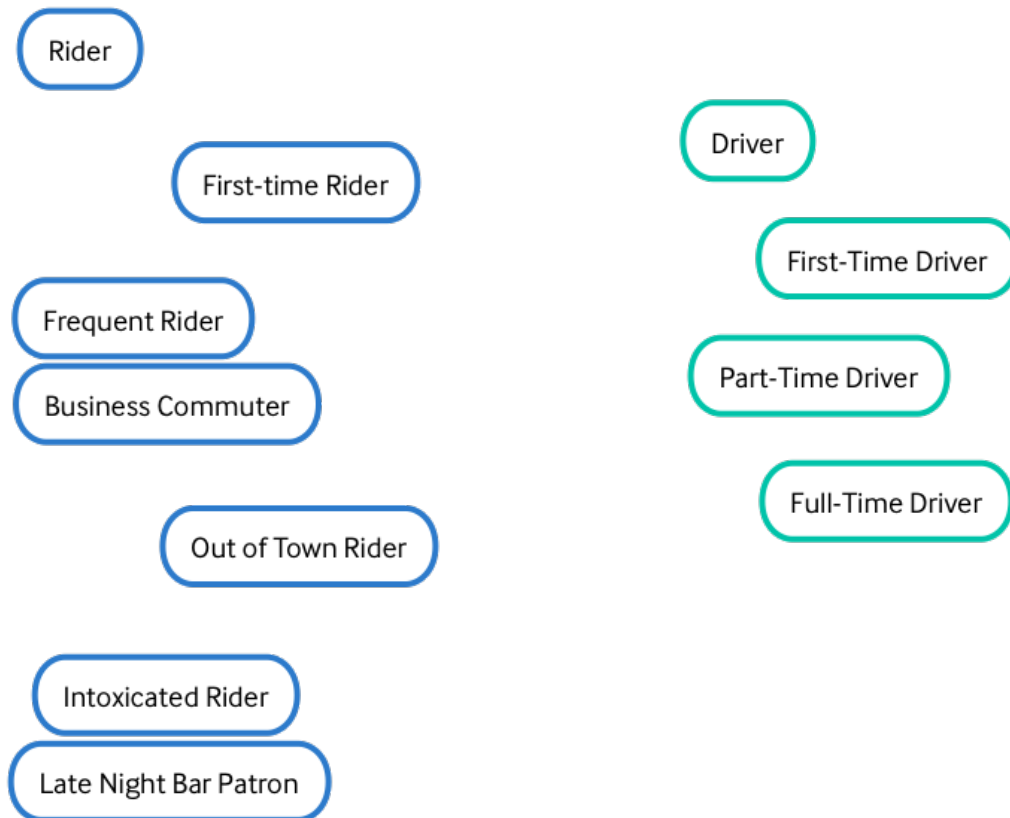 Rider
First-time Rider
Frequent Rider
Business Commuter
Out of Town Rider
Intoxicated Rider
Late Night Bar Patron
Driver
First-Time Driver
Part-Time Driver
Full-Time Driver